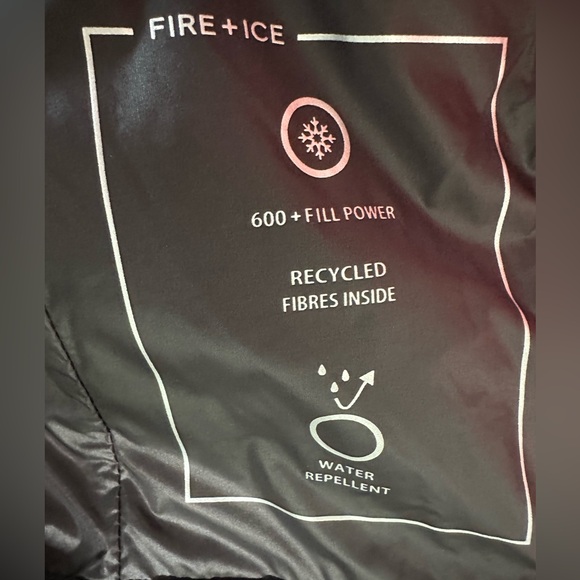 FIRE+ICE
600+FILL POWER
RECYCLED
FIBRES INSIDE
WATER
REPELLENT